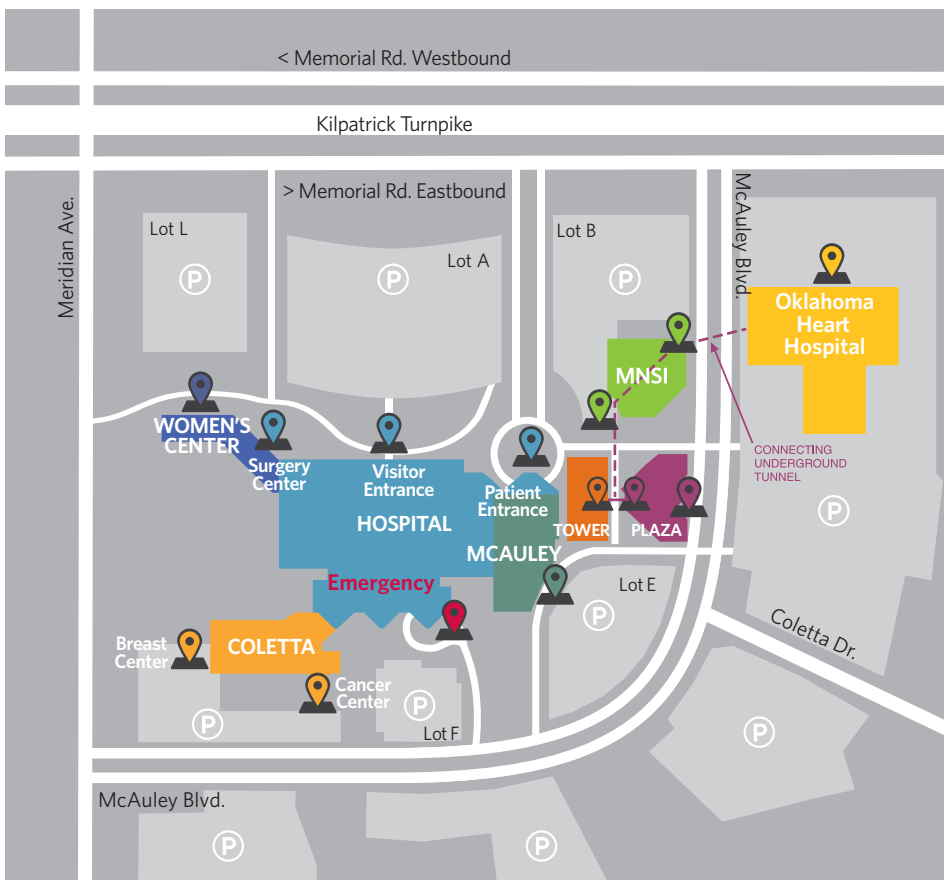 < Memorial Rd. Westbound
Kilpatrick Turnpike
> Memorial Rd. Eastbound
Meridian Ave.
McAuley Blvd.
Lot L
P
Lot A
P
Lot B
P
Oklahoma
Heart
Hospital
MNSI
WOMEN'S
CENTER
Surgery
Center
Visitor
Entrance
Patient
Entrance
HOSPITAL
CONNECTING
UNDERGROUND
TUNNEL
P
TOWER
PLAZA
MCAULEY
Emergency
Lot E
P
Coletta Dr.
Breast
Center
COLETTA
Cancer
Center
P
P
Lot F
P
McAuley Blvd.
P
P